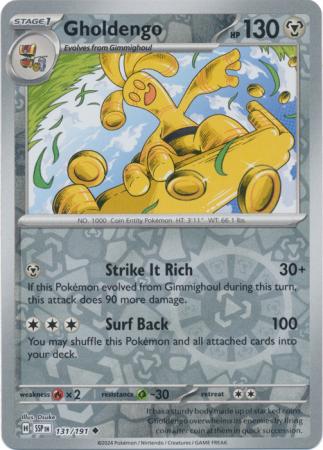 STAGE1
Gholdengo
HP 130
Evolves from Gimmighoul
NO. 1000 Coin Entity Pokémon HT: 3'11" WT: 66.1 lbs.
Strike It Rich 30+
If this Pokémon evolved from Gimmighoul during this turn,
this attack does 90 more damage.
Surf Back 100
You may shuffle this Pokémon and all attached cards into
your deck.
weakness ×2 resistance -30 retreat
Illus. Dsuke
H SSP EN 131/191
It has a sturdy body made up of stacked coins.
Gholdengo overwhelms its enemies by firing
coin after coin at them in quick succession.
©2024 Pokémon / Nintendo / Creatures / GAME FREAK